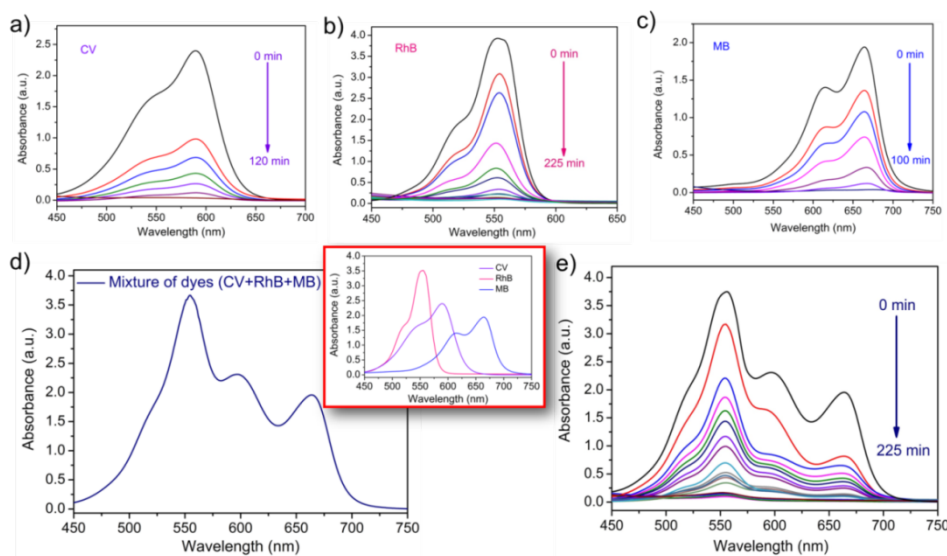 a)
CV
0 min
120 min
2.5
2.0
1.5
1.0
0.5
0.0
Absorbance (a.u.)
450 500 550 600 650 700
Wavelength (nm)
b)
RhB
0 min
225 min
4.0
3.5
3.0
2.5
2.0
1.5
1.0
0.5
0.0
Absorbance (a.u.)
450 500 550 600 650
Wavelength (nm)
c)
MB
0 min
100 min
2.0
1.5
1.0
0.5
0.0
Absorbance (a.u.)
450 500 550 600 650 700 750
Wavelength (nm)
d)
Mixture of dyes (CV+RhB+MB)
4.0
3.5
3.0
2.5
2.0
1.5
1.0
0.5
0.0
Absorbance (a.u.)
450 500 550 600 650 700 750
Wavelength (nm)
CV
RhB
MB
4.0
3.5
3.0
2.5
2.0
1.5
1.0
0.5
0.0
Absorbance (a.u.)
450 500 550 600 650 700 750
Wavelength (nm)
e)
0 min
225 min
4.0
3.5
3.0
2.5
2.0
1.5
1.0
0.5
0.0
Absorbance (a.u.)
450 500 550 600 650 700 750
Wavelength (nm)